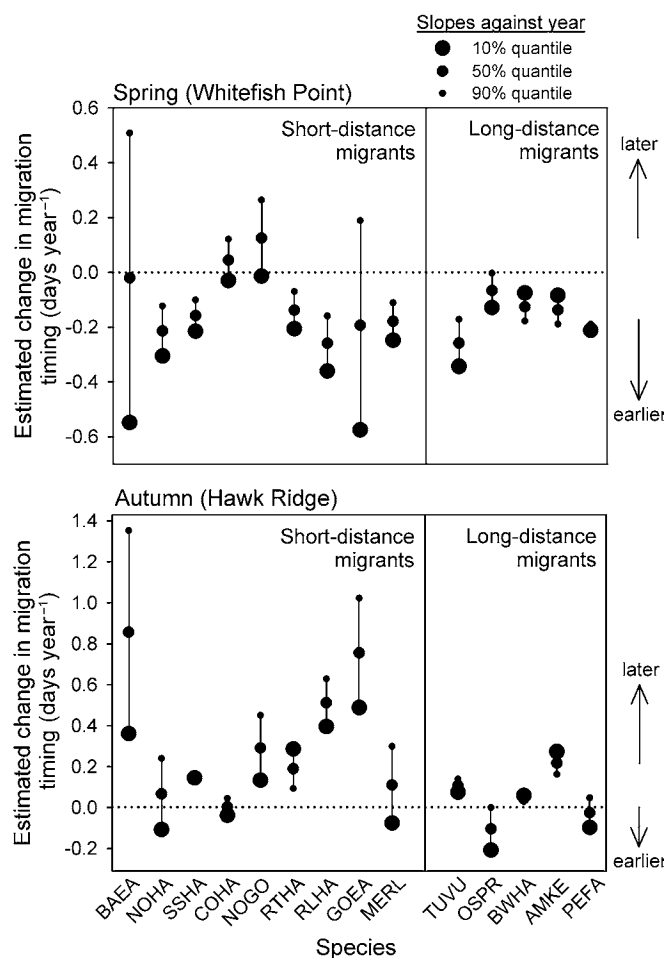 Slopes against year
10% quantile
50% quantile
90% quantile
Spring (Whitefish Point)
Short-distance
migrants
Long-distance
migrants
later
earlier
Estimated change in migration
timing (days year⁻¹)
0.6
0.4
0.2
0.0
-0.2
-0.4
-0.6
Autumn (Hawk Ridge)
Short-distance
migrants
Long-distance
migrants
later
earlier
Estimated change in migration
timing (days year⁻¹)
1.4
1.2
1.0
0.8
0.6
0.4
0.2
0.0
-0.2
BAEA
NOHA
SSHA
COHA
NOGO
RTHA
RLHA
GOEA
MERL
TUVU
OSPR
BWHA
AMKE
PEFA
Species